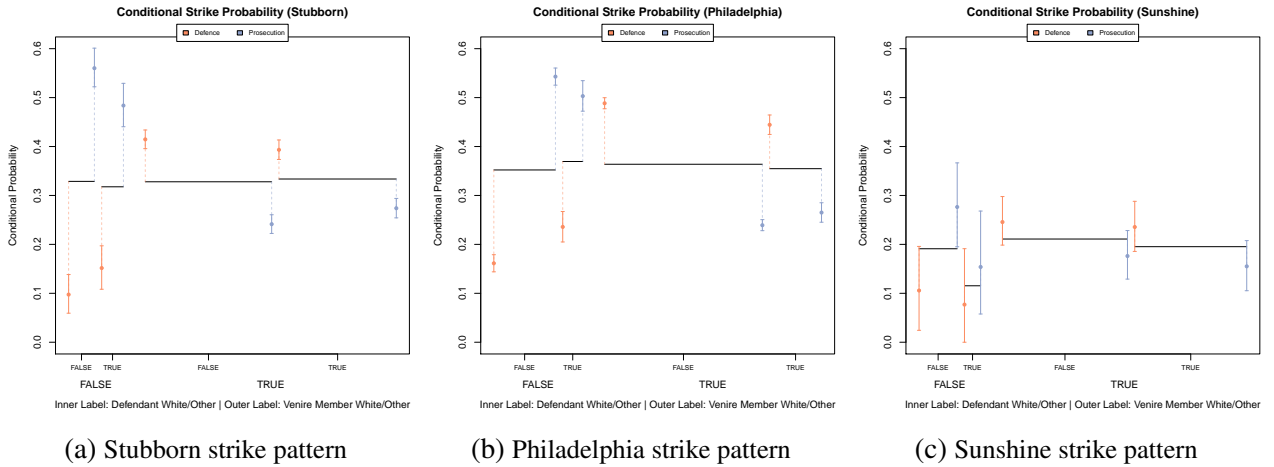 Conditional Strike Probability (Stubborn)
Defence Prosecution
Conditional Probability
0.6
0.5
0.4
0.3
0.2
0.1
0.0
FALSE TRUE FALSE TRUE
FALSE TRUE
Inner Label: Defendant White/Other | Outer Label: Venire Member White/Other
(a) Stubborn strike pattern
Conditional Strike Probability (Philadelphia)
Defence Prosecution
Conditional Probability
0.6
0.5
0.4
0.3
0.2
0.1
0.0
FALSE TRUE FALSE TRUE
FALSE TRUE
Inner Label: Defendant White/Other | Outer Label: Venire Member White/Other
(b) Philadelphia strike pattern
Conditional Strike Probability (Sunshine)
Defence Prosecution
Conditional Probability
0.6
0.5
0.4
0.3
0.2
0.1
0.0
FALSE TRUE FALSE TRUE
FALSE TRUE
Inner Label: Defendant White/Other | Outer Label: Venire Member White/Other
(c) Sunshine strike pattern